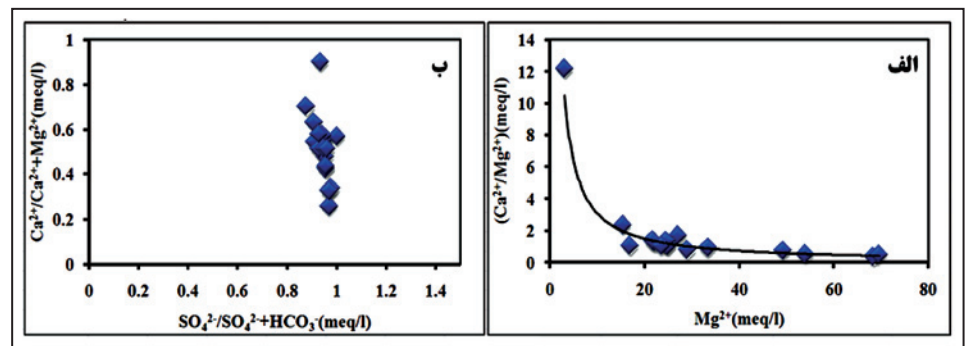 الف
(Ca²⁺/Mg²⁺)(meq/l)
14
12
10
8
6
4
2
0
0 20 40 60 80
Mg²⁺(meq/l)
ب
Ca²⁺/Ca²⁺+Mg²⁺(meq/l)
1
0.8
0.6
0.4
0.2
0
0 0.2 0.4 0.6 0.8 1 1.2 1.4
SO₄²⁻/SO₄²⁻+HCO₃⁻(meq/l)